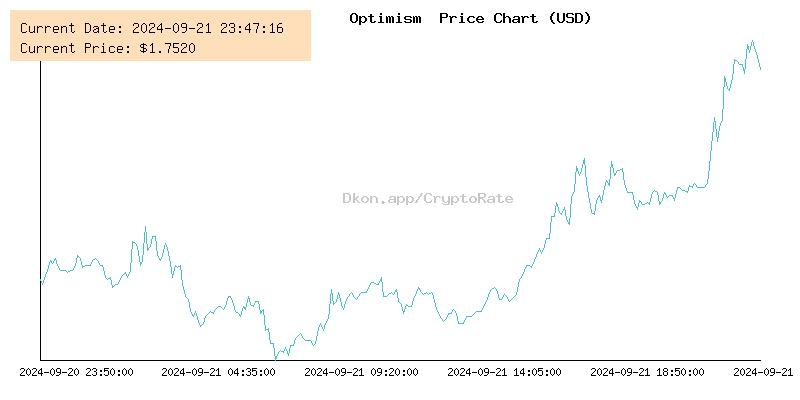 Optimism  Price Chart (USD)
Current Date: 2024-09-21 23:47:16
Current Price: $1.7520
Dkon.app/CryptoRate
2024-09-20 23:50:00 2024-09-21 04:35:00 2024-09-21 09:20:00 2024-09-21 14:05:00 2024-09-21 18:50:00 2024-09-21